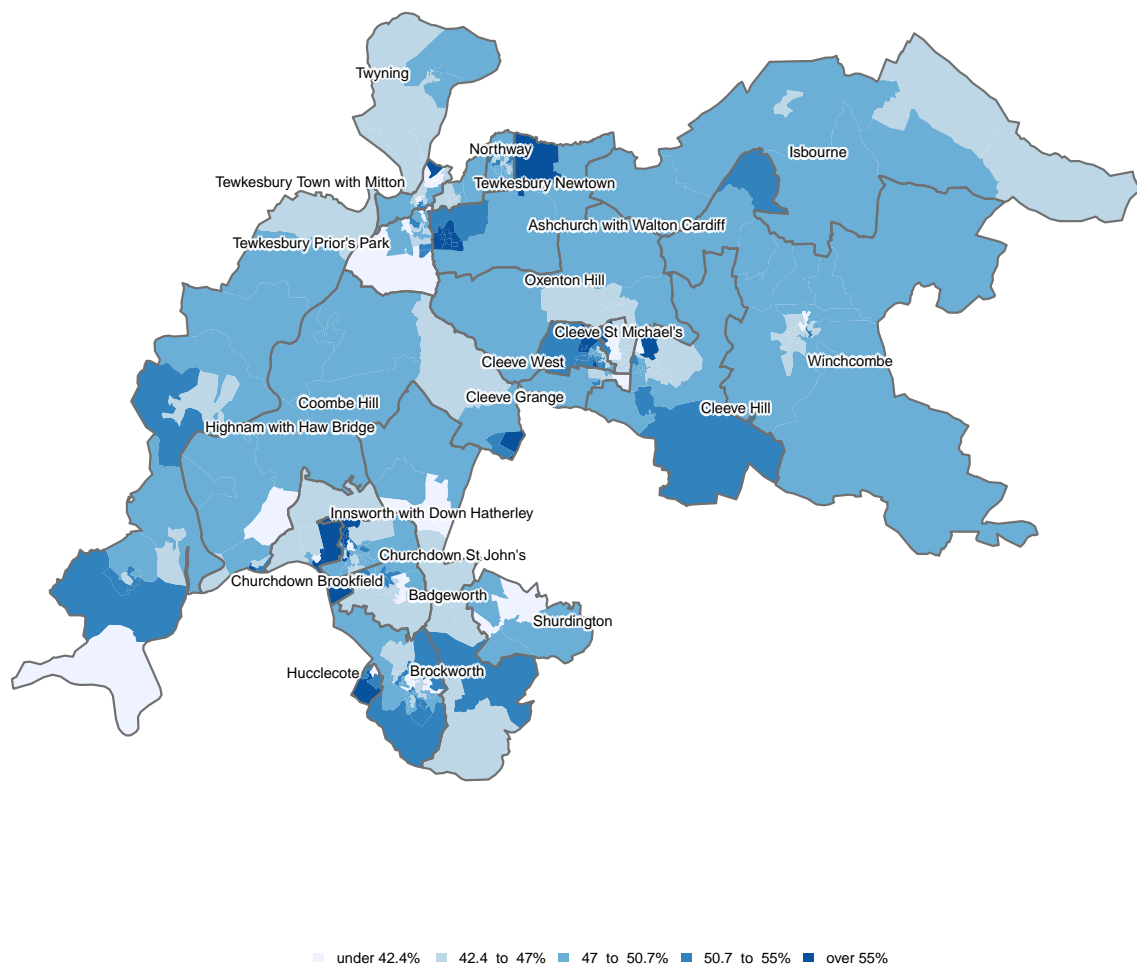 Twyning
Northway
Isbourne
Tewkesbury Town with Mitton
Tewkesbury Newtown
Ashchurch with Walton Cardiff
Tewkesbury Prior's Park
Oxenton Hill
Cleeve St Michael's
Cleeve West
Winchcombe
Cleeve Grange
Coombe Hill
Cleeve Hill
Highnam with Haw Bridge
Innsworth with Down Hatherley
Churchdown St John's
Churchdown Brookfield
Badgeworth
Shurdington
Hucclecote
Brockworth
under 42.4% 42.4 to 47% 47 to 50.7% 50.7 to 55% over 55%